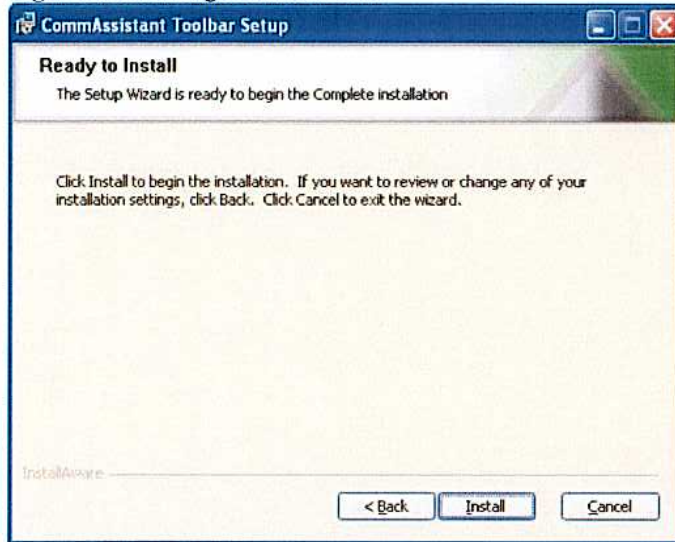 CommAssistant Toolbar Setup
Ready to Install
The Setup Wizard is ready to begin the Complete installation
Click Install to begin the installation. If you want to review or change any of your
installation settings, click Back. Click Cancel to exit the wizard.
InstallAware
< Back Install Cancel